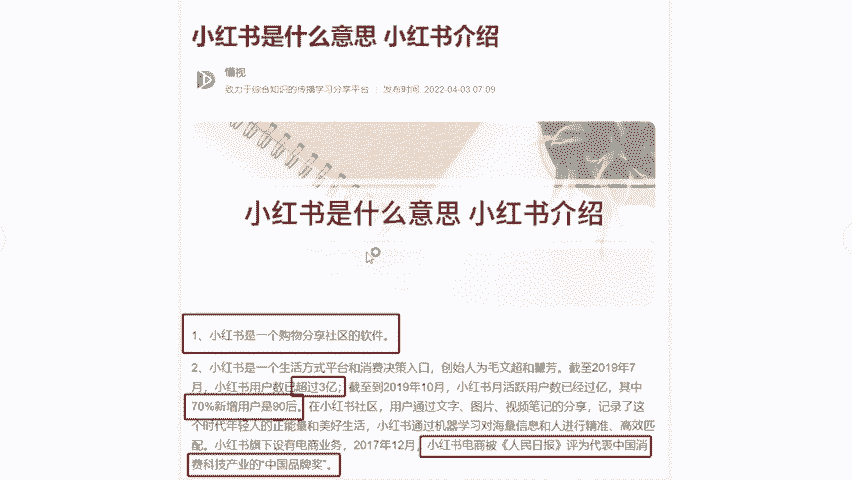 小红书是什么意思 小红书介绍
懂视
致力于综合知识的传播学习分享平台 | 发布时间 2022-04-03 07:09
小红书是什么意思 小红书介绍
1、小红书是一个购物分享社区的软件。
2、小红书是一个生活方式平台和消费决策入口，创始人为毛文超和瞿芳。截至2019年7
月，小红书用户数已超过3亿；截至到2019年10月，小红书月活跃用户数已经过亿，其中
70%新增用户是90后。在小红书社区，用户通过文字、图片、视频笔记的分享，记录了这
个时代年轻人的正能量和美好生活，小红书通过机器学习对海量信息和人进行精准、高效匹
配。小红书旗下设有电商业务，2017年12月，小红书电商被《人民日报》评为代表中国消
费科技产业的“中国品牌奖”。